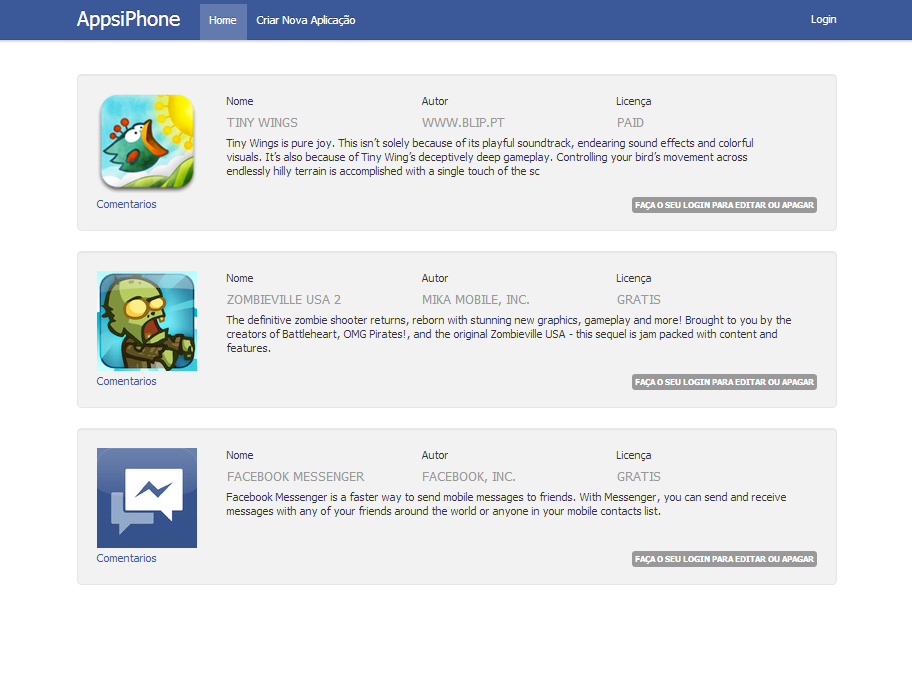 AppsiPhone Home Criar Nova Aplicação Login
Nome Autor Licença
TINY WINGS WWW.BLIP.PT PAID
Tiny Wings is pure joy. This isn't solely because of its playful soundtrack, endearing sound effects and colorful
visuals. It's also because of Tiny Wing's deceptively deep gameplay. Controlling your bird's movement across
endlessly hilly terrain is accomplished with a single touch of the sc
Comentarios FAÇA O SEU LOGIN PARA EDITAR OU APAGAR
Nome Autor Licença
ZOMBIEVILLE USA 2 MIKA MOBILE, INC. GRATIS
The definitive zombie shooter returns, reborn with stunning new graphics, gameplay and more! Brought to you by the
creators of Battleheart, OMG Pirates!, and the original Zombieville USA - this sequel is jam packed with content and
features.
Comentarios FAÇA O SEU LOGIN PARA EDITAR OU APAGAR
Nome Autor Licença
FACEBOOK MESSENGER FACEBOOK, INC. GRATIS
Facebook Messenger is a faster way to send mobile messages to friends. With Messenger, you can send and receive
messages with any of your friends around the world or anyone in your mobile contacts list.
Comentarios FAÇA O SEU LOGIN PARA EDITAR OU APAGAR